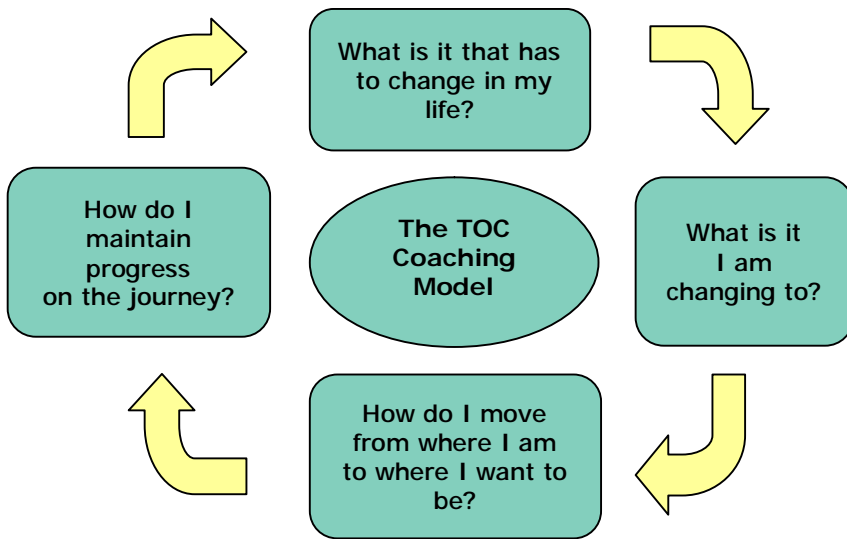 What is it that has
to change in my
life?
How do I
maintain
progress
on the journey?
The TOC
Coaching
Model
What is it
I am
changing to?
How do I move
from where I am
to where I want to
be?